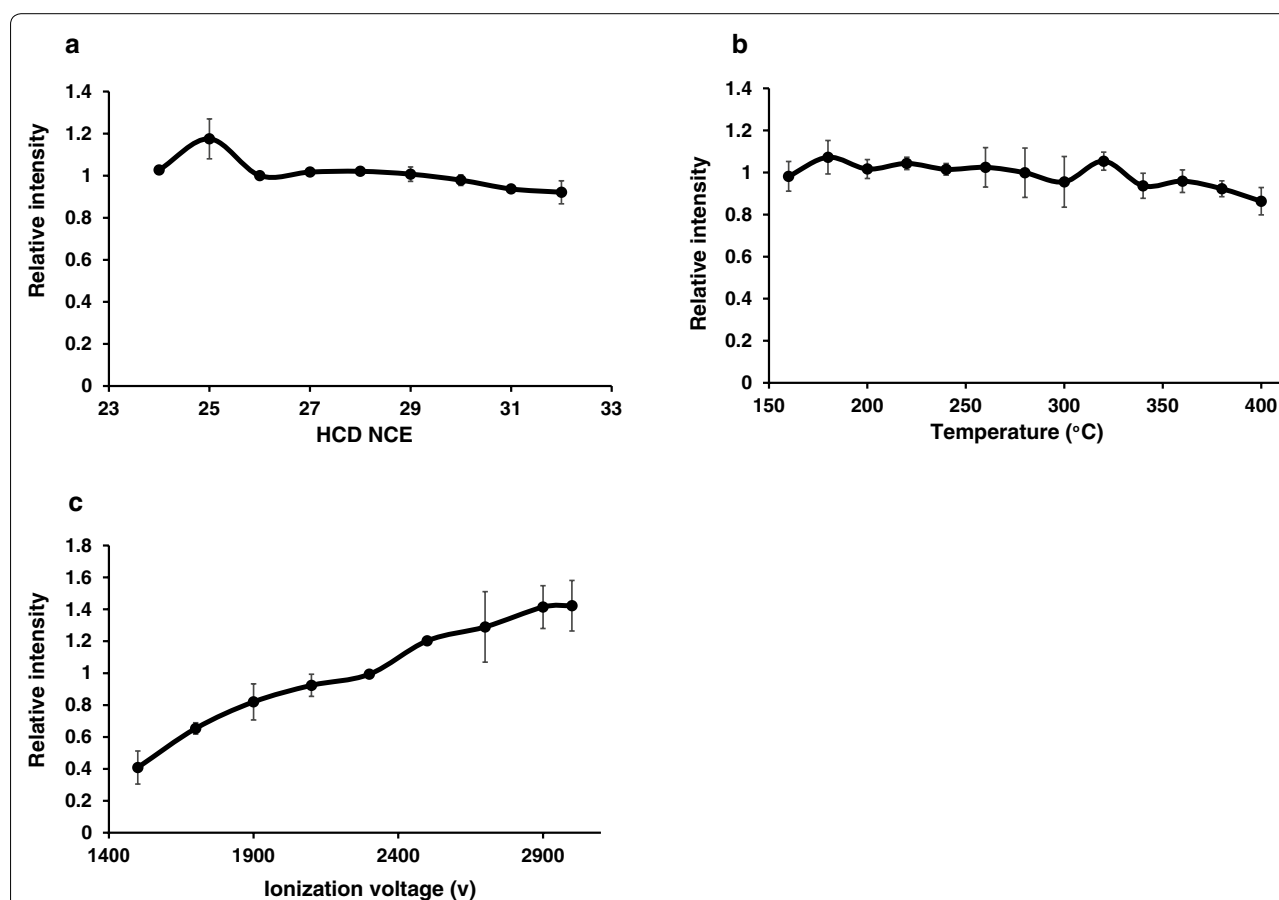 a
Relative intensity
1.4
1.2
1
0.8
0.6
0.4
0.2
0
23 25 27 29 31 33
HCD NCE
b
Relative intensity
1.4
1.2
1
0.8
0.6
0.4
0.2
0
150 200 250 300 350 400
Temperature (°C)
c
Relative intensity
1.8
1.6
1.4
1.2
1
0.8
0.6
0.4
0.2
0
1400 1900 2400 2900
Ionization voltage (v)